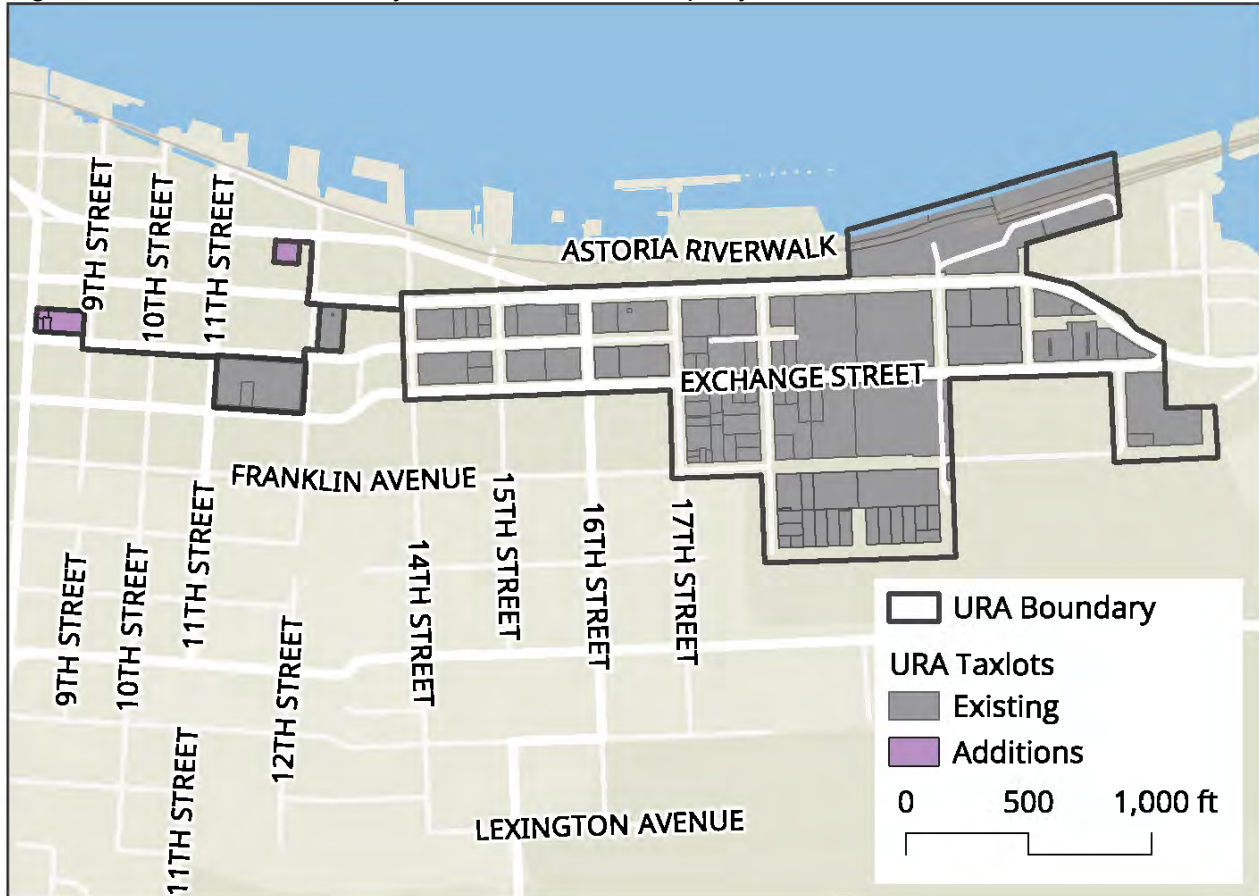 9TH STREET
10TH STREET
11TH STREET
ASTORIA RIVERWALK
EXCHANGE STREET
FRANKLIN AVENUE
9TH STREET
10TH STREET
11TH STREET
11TH STREET
12TH STREET
14TH STREET
15TH STREET
16TH STREET
17TH STREET
LEXINGTON AVENUE
URA Boundary
URA Taxlots
Existing
Additions
0 500 1,000 ft